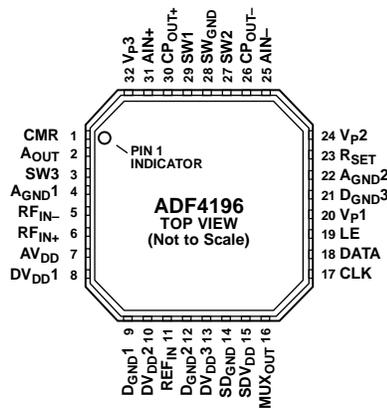 32 VP3
31 AIN+
30 CPOUT+
29 SW1
28 SWGND
27 SW2
26 CPOUT–
25 AIN–
CMR 1
AOUT 2
SW3 3
AGND1 4
RFIN– 5
RFIN+ 6
AVDD 7
DVDD1 8
PIN 1
INDICATOR
ADF4196
TOP VIEW
(Not to Scale)
24 VP2
23 RSET
22 AGND2
21 DGND3
20 VP1
19 LE
18 DATA
17 CLK
DGND1 9
DVDD2 10
REFIN 11
DGND2 12
DVDD3 13
SDGND 14
SDVDD 15
MUXOUT 16